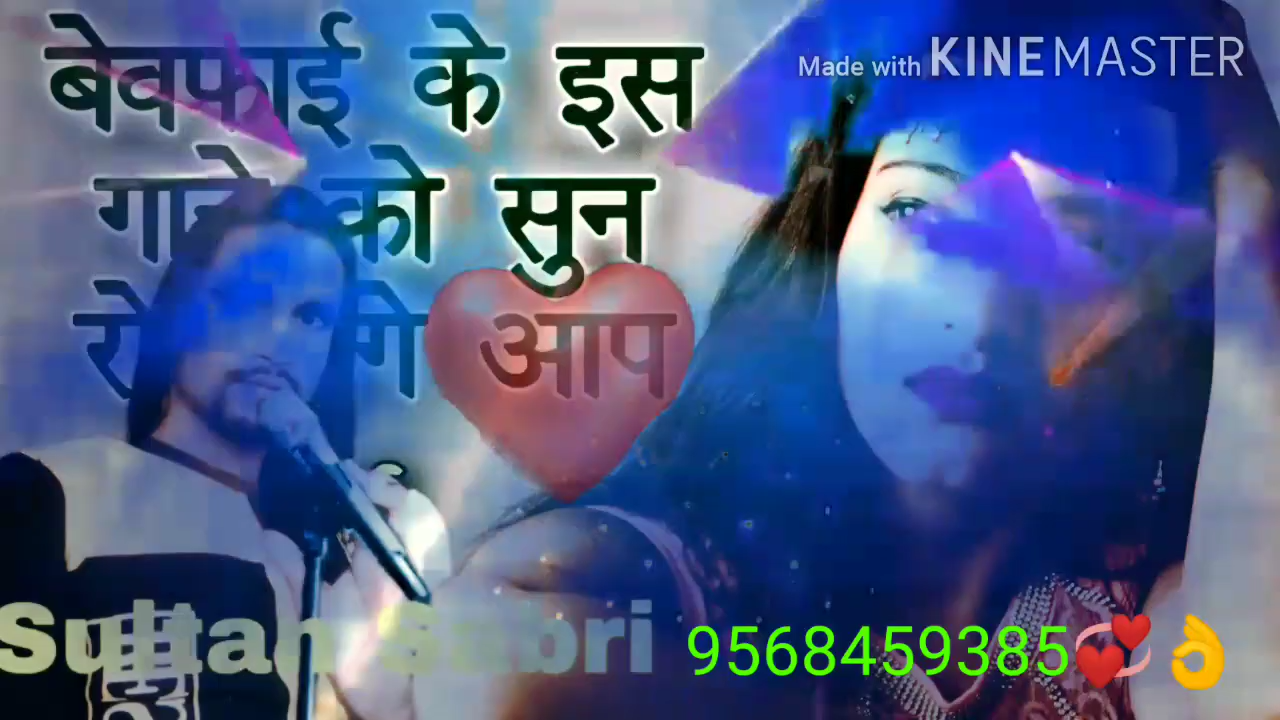 बेवफाई के इस
Made with KINEMASTER
गाने को सुन
गे आप
Sultan Sabri
9568459385💞👌